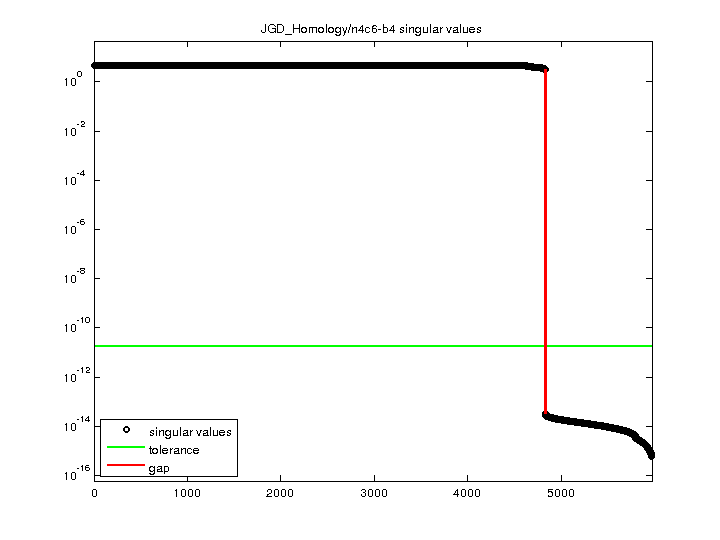 JGD_Homology/n4c6-b4 singular values
10^0
10^-2
10^-4
10^-6
10^-8
10^-10
10^-12
10^-14
10^-16
singular values
tolerance
gap
0 1000 2000 3000 4000 5000